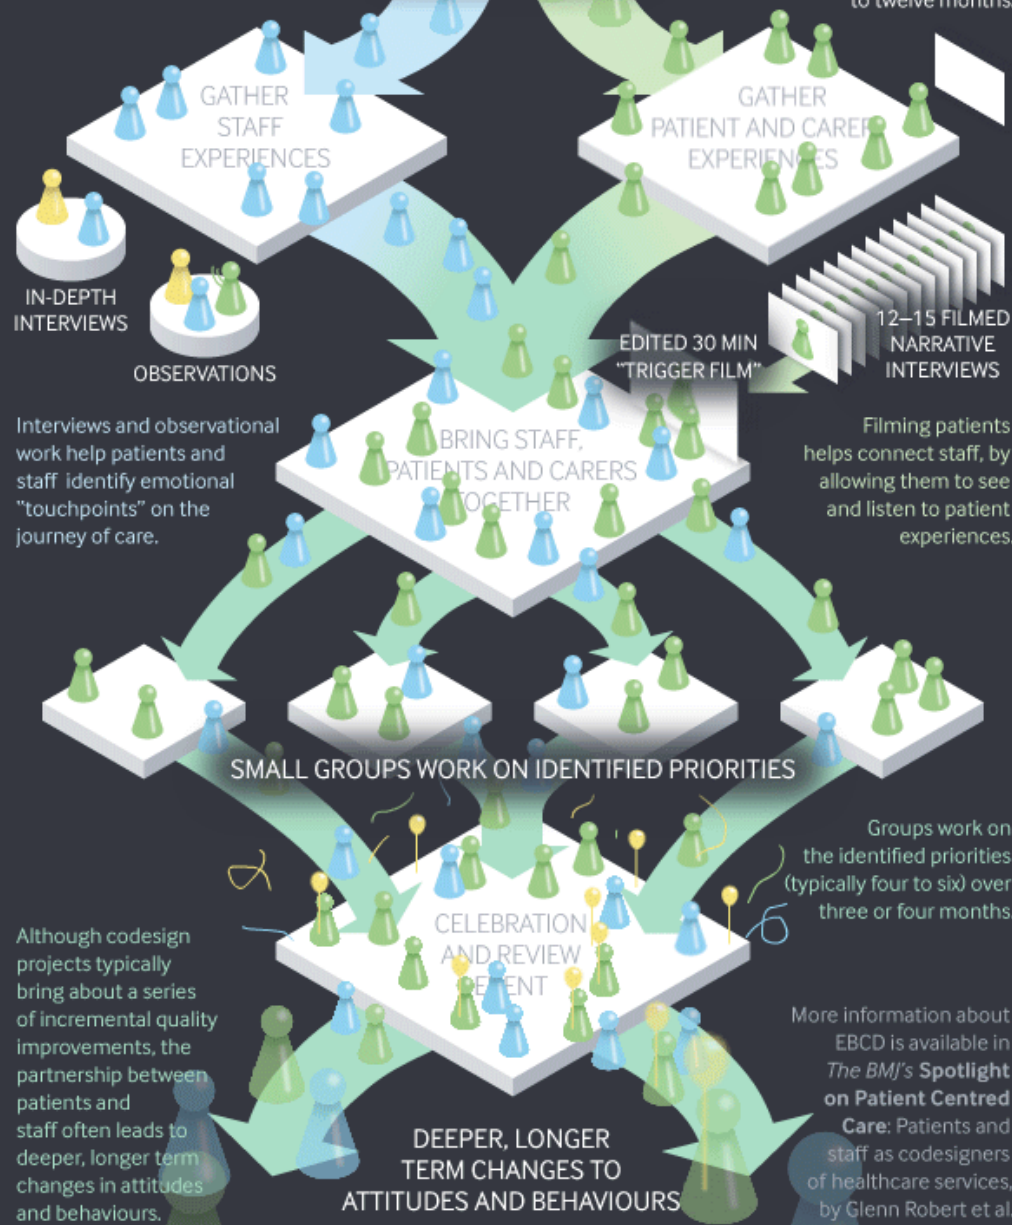 to twelve months.
GATHER
STAFF
EXPERIENCES
GATHER
PATIENT AND CARER
EXPERIENCES
IN-DEPTH
INTERVIEWS
OBSERVATIONS
EDITED 30 MIN
“TRIGGER FILM”
12–15 FILMED
NARRATIVE
INTERVIEWS
Interviews and observational
work help patients and
staff identify emotional
“touchpoints” on the
journey of care.
BRING STAFF,
PATIENTS AND CARERS
TOGETHER
Filming patients
helps connect staff, by
allowing them to see
and listen to patient
experiences.
SMALL GROUPS WORK ON IDENTIFIED PRIORITIES
Groups work on
the identified priorities
(typically four to six) over
three or four months.
CELEBRATION
AND REVIEW
EVENT
Although codesign
projects typically
bring about a series
of incremental quality
improvements, the
partnership between
patients and
staff often leads to
deeper, longer term
changes in attitudes
and behaviours.
DEEPER, LONGER
TERM CHANGES TO
ATTITUDES AND BEHAVIOURS
More information about
EBCD is available in
The BMJ’s Spotlight
on Patient Centred
Care: Patients and
staff as codesigners
of healthcare services,
by Glenn Robert et al.